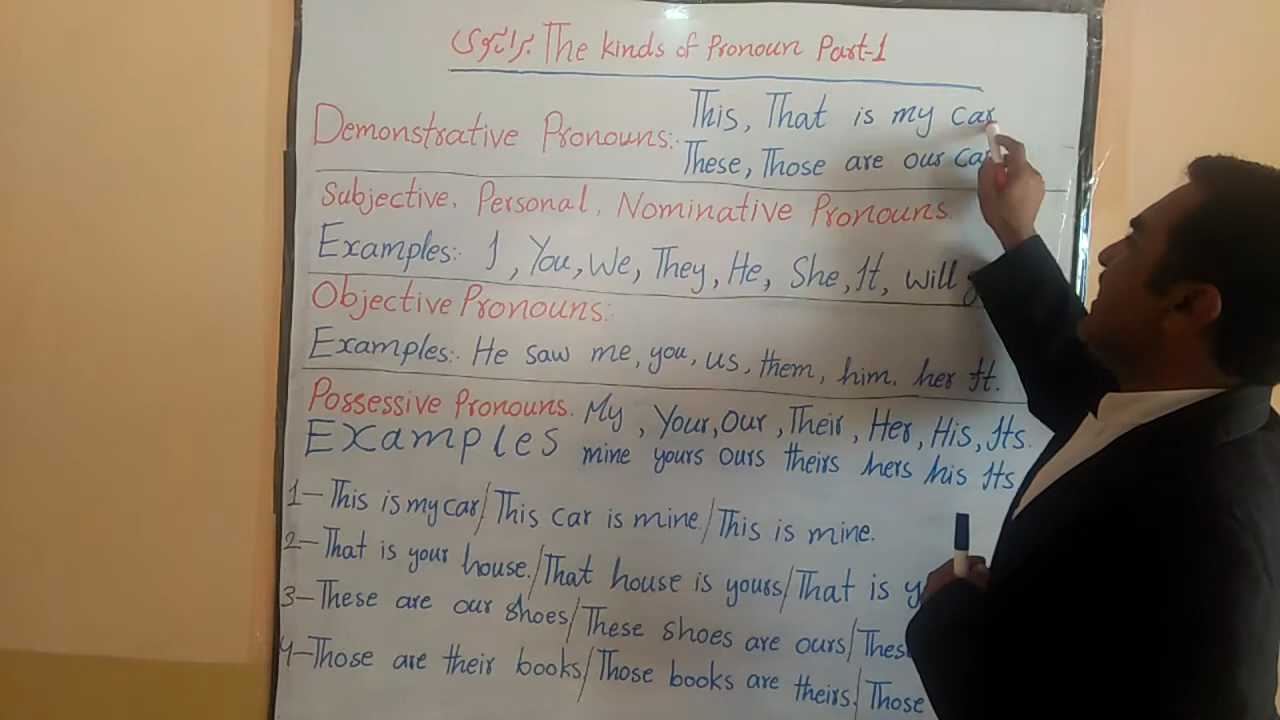 The kinds of Pronoun Part-1
Demonstrative Pronouns:- This, That is my car
These, Those are our
Subjective, Personal, Nominative Pronouns.
Examples:- I, You, We, They, He, She, It, will
Objective Pronouns:-
Examples:- He saw me, you, us, them, him, her It.
Possessive Pronouns. My, Your, Our, Their, Her, His, Its.
Examples mine yours ours theirs hers his Its
1- This is my car/This car is mine./This is mine.
2- That is your house./That house is yours/That is
3- These are our shoes/These shoes are ours/
4- Those are their books/Those books are theirs./Those